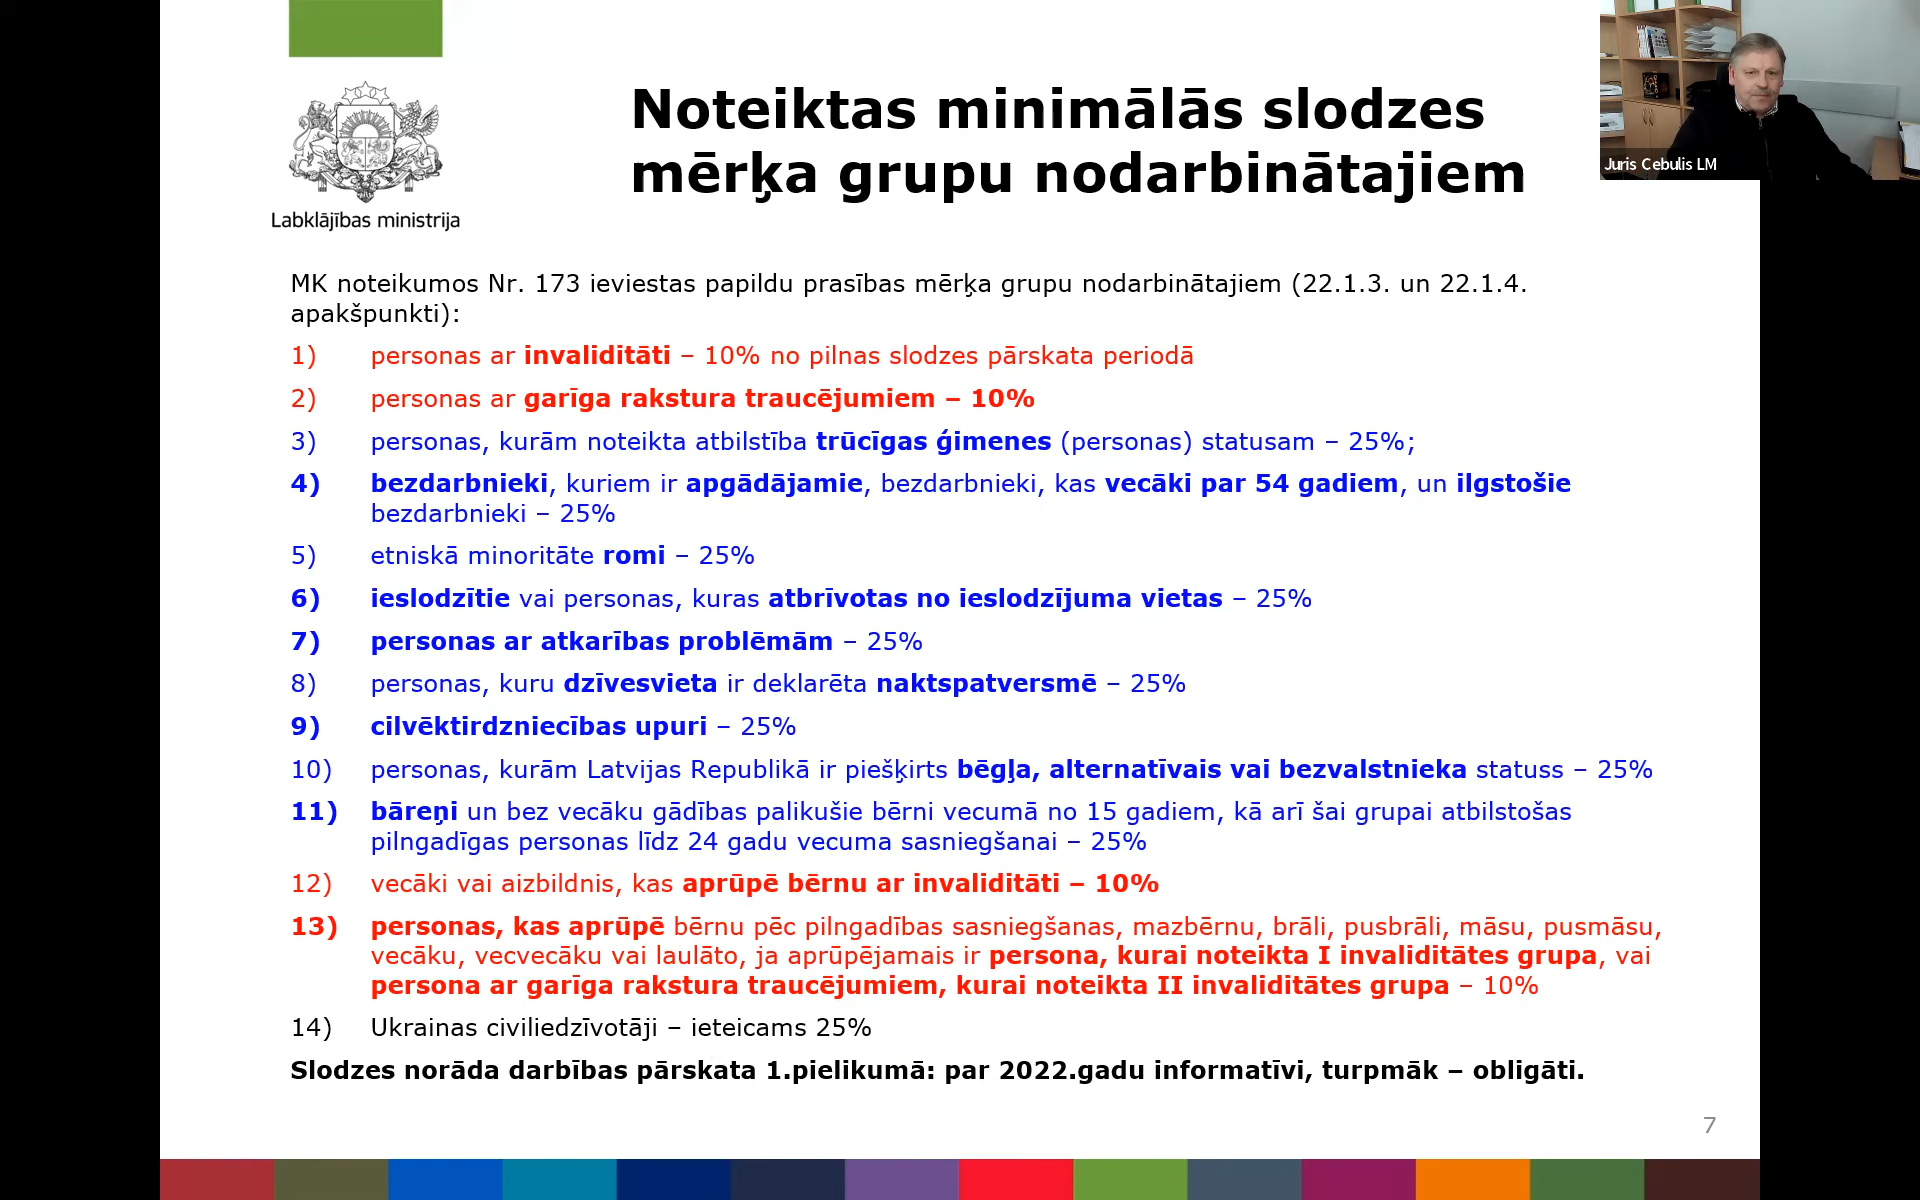 Noteiktas minimālās slodzes
mērķa grupu nodarbinātajiem
Juris Cebulis LM
Labklājības ministrija
MK noteikumos Nr. 173 ieviestas papildu prasības mērķa grupu nodarbinātajiem (22.1.3. un 22.1.4.
apakšpunkti):
1) personas ar invaliditāti – 10% no pilnas slodzes pārskata periodā
2) personas ar garīga rakstura traucējumiem – 10%
3) personas, kurām noteikta atbilstība trūcīgas ģimenes (personas) statusam – 25%;
4) bezdarbnieki, kuriem ir apgādājamie, bezdarbnieki, kas vecāki par 54 gadiem, un ilgstošie
bezdarbnieki – 25%
5) etniskā minoritāte romi – 25%
6) ieslodzītie vai personas, kuras atbrīvotas no ieslodzījuma vietas – 25%
7) personas ar atkarības problēmām – 25%
8) personas, kuru dzīvesvieta ir deklarēta naktspatversmē – 25%
9) cilvēktirdzniecības upuri – 25%
10) personas, kurām Latvijas Republikā ir piešķirts bēgļa, alternatīvais vai bezvalstnieka statuss – 25%
11) bāreņi un bez vecāku gādības palikušie bērni vecumā no 15 gadiem, kā arī šai grupai atbilstošas
pilngadīgas personas līdz 24 gadu vecuma sasniegšanai – 25%
12) vecāki vai aizbildnis, kas aprūpē bērnu ar invaliditāti – 10%
13) personas, kas aprūpē bērnu pēc pilngadības sasniegšanas, mazbērnu, brāli, pusbrāli, māsu, pusmāsu,
vecāku, vecvecāku vai laulāto, ja aprūpējamais ir persona, kurai noteikta I invaliditātes grupa, vai
persona ar garīga rakstura traucējumiem, kurai noteikta II invaliditātes grupa – 10%
14) Ukrainas civiliedzīvotāji – ieteicams 25%
Slodzes norāda darbības pārskata 1.pielikumā: par 2022.gadu informatīvi, turpmāk – obligāti.
7